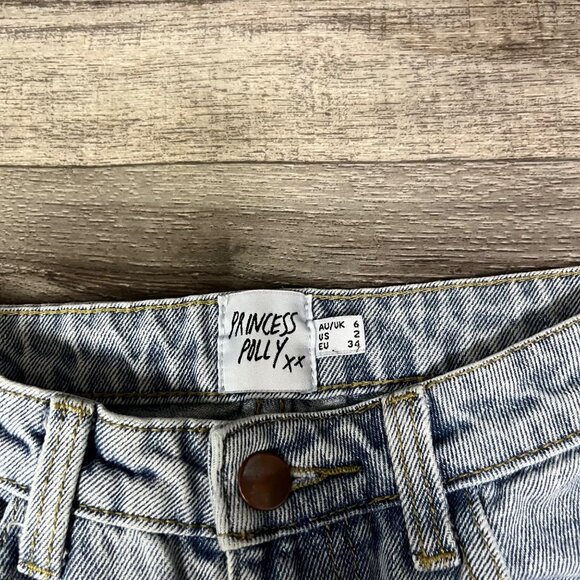 PRINCESS
POLLY xx
AU/UK 6
US 2
EU 34